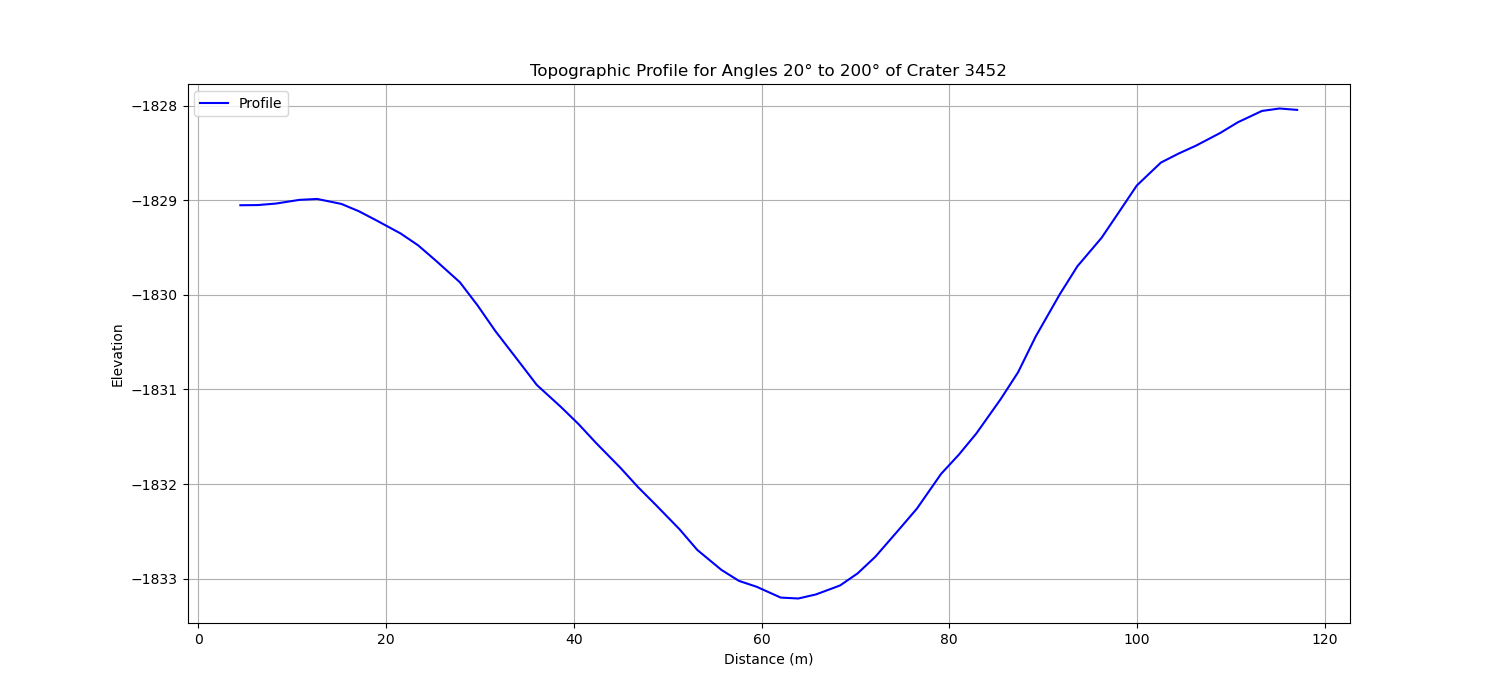 Topographic Profile for Angles 20° to 200° of Crater 3452
Profile
−1828
−1829
−1830
−1831
−1832
−1833
Elevation
0 20 40 60 80 100 120
Distance (m)